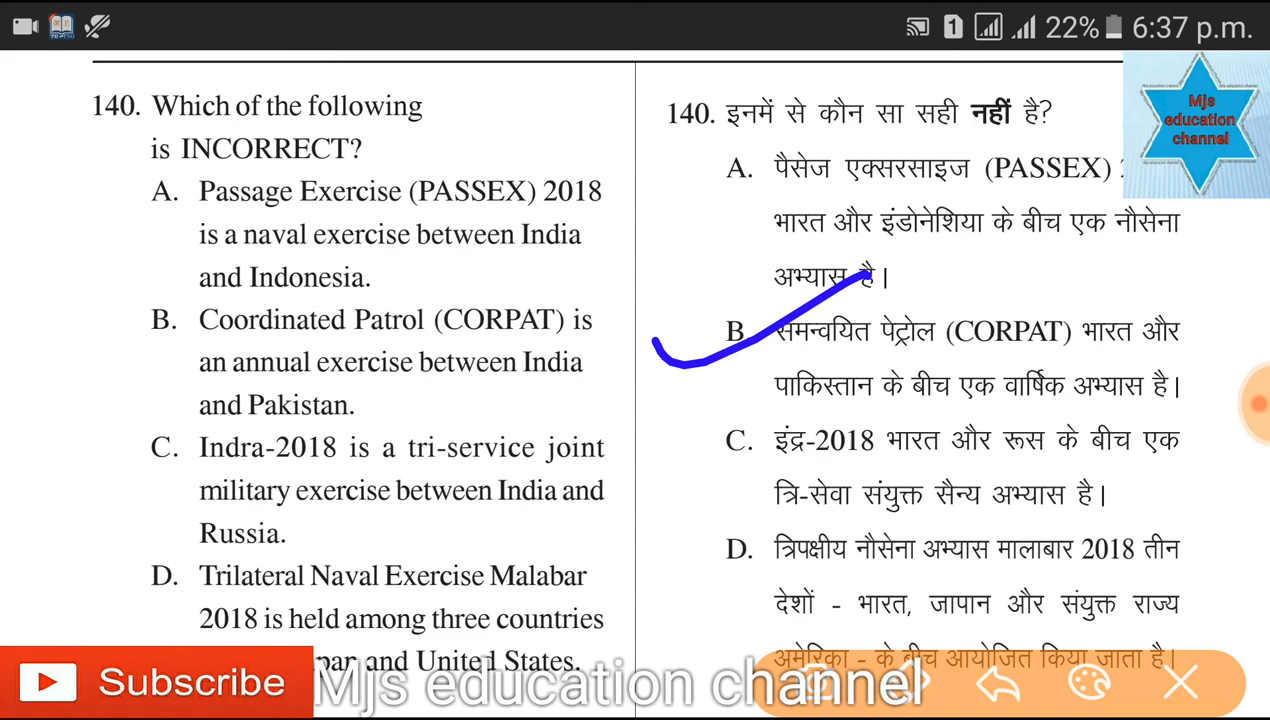 1 22% 6:37 p.m.
Mjs
education
channel
140. Which of the following
is INCORRECT?
A. Passage Exercise (PASSEX) 2018
is a naval exercise between India
and Indonesia.
B. Coordinated Patrol (CORPAT) is
an annual exercise between India
and Pakistan.
C. Indra-2018 is a tri-service joint
military exercise between India and
Russia.
D. Trilateral Naval Exercise Malabar
2018 is held among three countries
and United States.
140. इनमें से कौन सा सही नहीं है?
A. पैसेज एक्सरसाइज (PASSEX)
भारत और इंडोनेशिया के बीच एक नौसेना
अभ्यास है।
B. समन्वयित पेट्रोल (CORPAT) भारत और
पाकिस्तान के बीच एक वार्षिक अभ्यास है।
C. इंद्र-2018 भारत और रूस के बीच एक
त्रि-सेवा संयुक्त सैन्य अभ्यास है।
D. त्रिपक्षीय नौसेना अभ्यास मालाबार 2018 तीन
देशों - भारत, जापान और संयुक्त राज्य
अमेरिका - के बीच आयोजित किया जाता है।
Subscribe
Mjs education channel